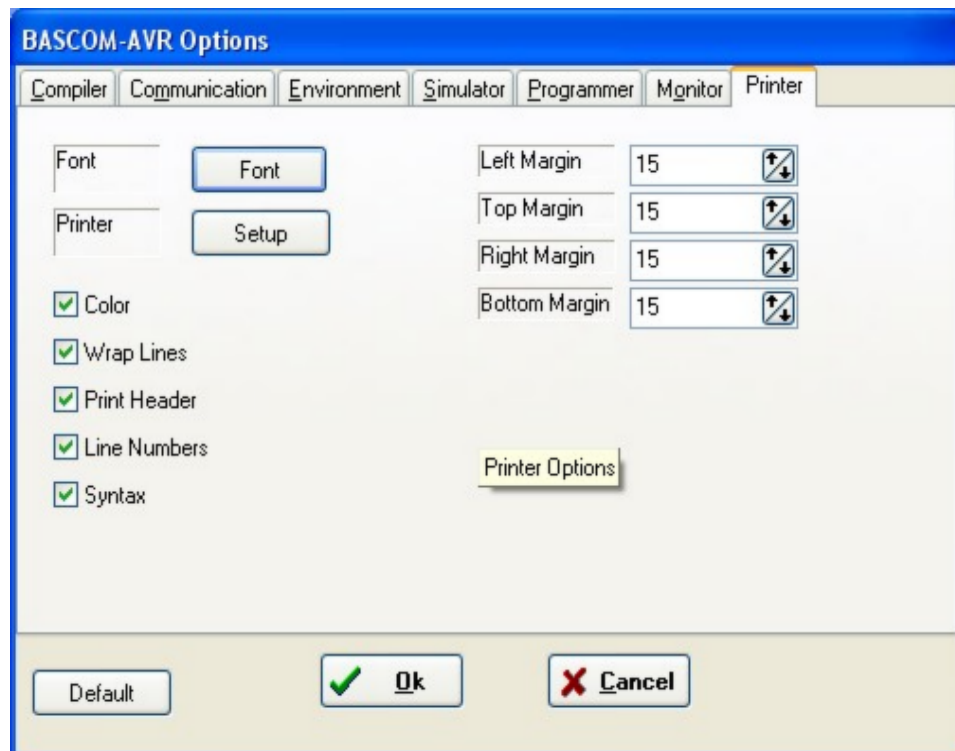 BASCOM-AVR Options
Compiler Communication Environment Simulator Programmer Monitor Printer
Font Font
Printer Setup
Color
Wrap Lines
Print Header
Line Numbers
Syntax
Left Margin 15
Top Margin 15
Right Margin 15
Bottom Margin 15
Printer Options
Default Ok Cancel